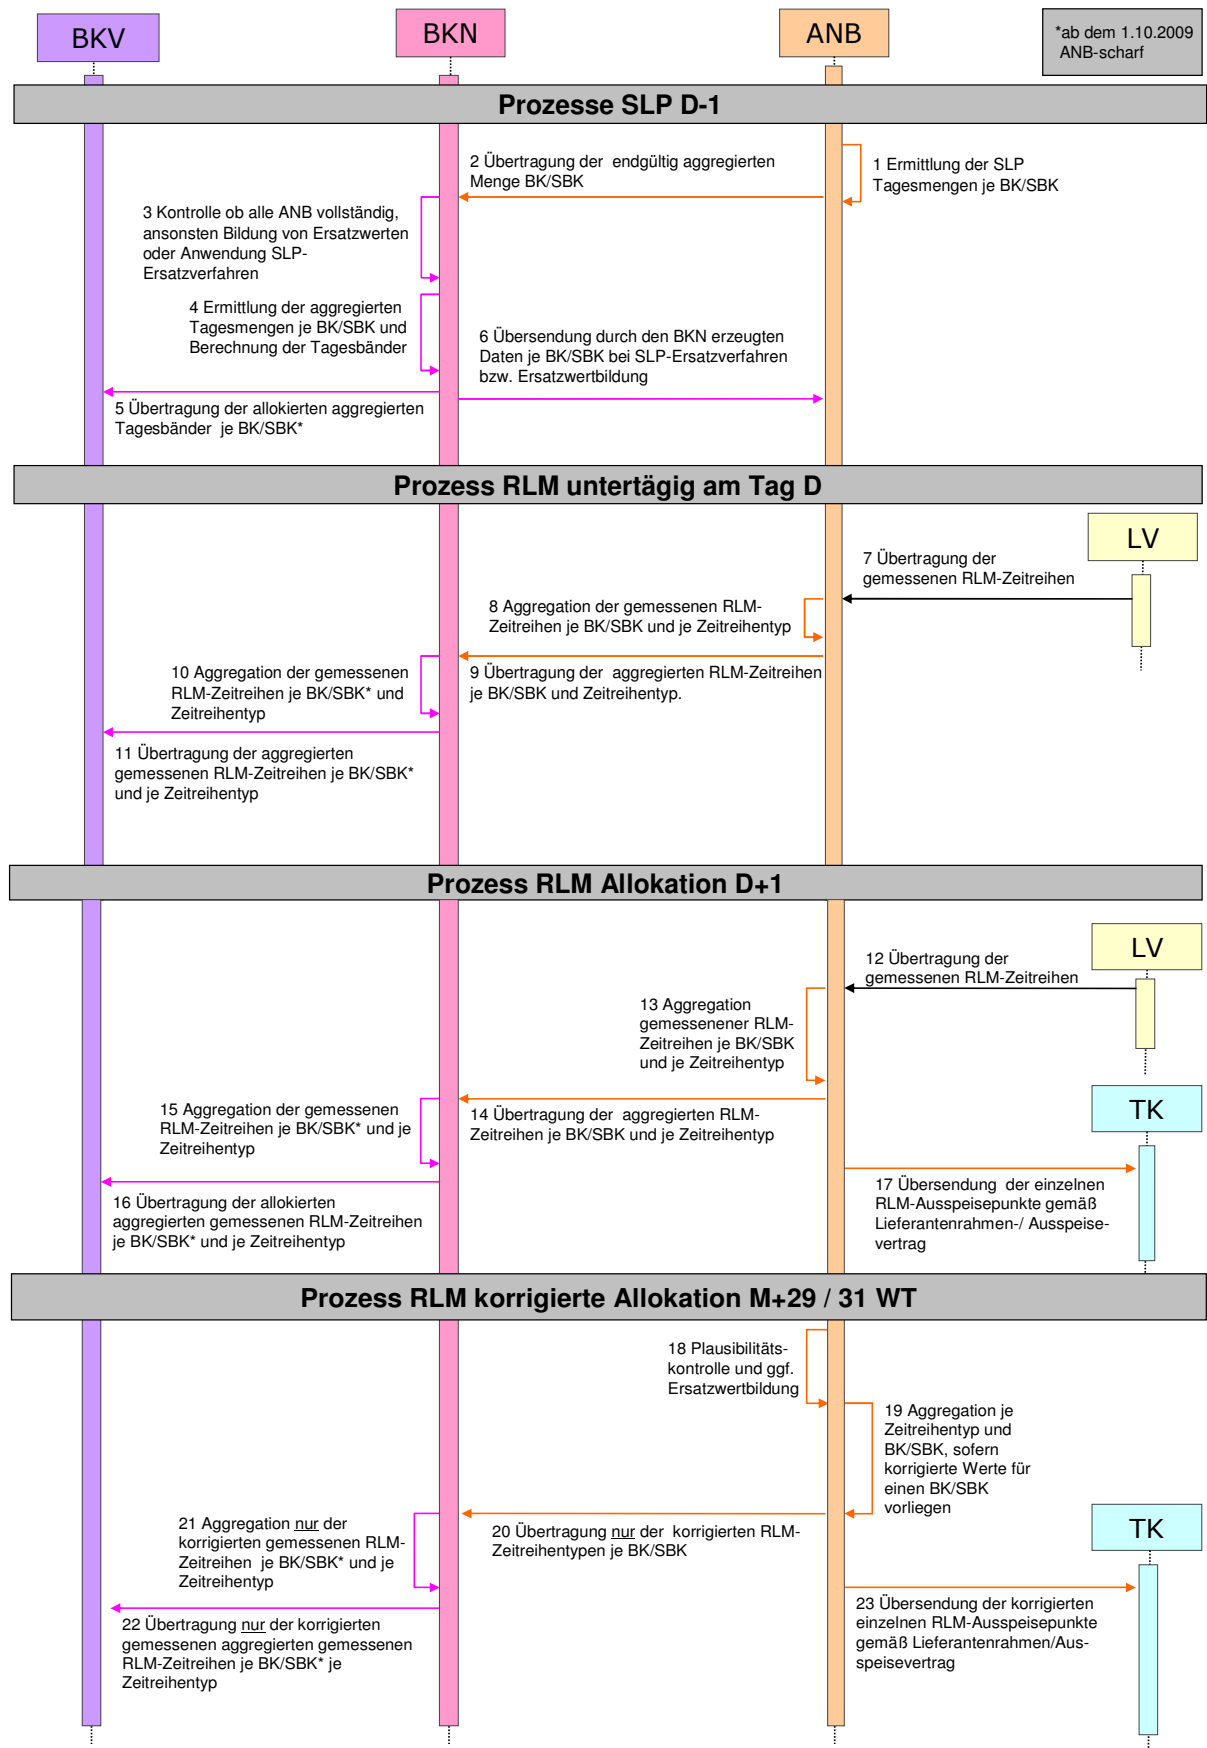 BKV
BKN
ANB
*ab dem 1.10.2009
ANB-scharf
Prozesse SLP D-1
1 Ermittlung der SLP
Tagesmengen je BK/SBK
2 Übertragung der endgültig aggregierten
Menge BK/SBK
3 Kontrolle ob alle ANB vollständig,
ansonsten Bildung von Ersatzwerten
oder Anwendung SLP-
Ersatzverfahren
4 Ermittlung der aggregierten
Tagesmengen je BK/SBK und
Berechnung der Tagesbänder
6 Übersendung durch den BKN erzeugten
Daten je BK/SBK bei SLP-Ersatzverfahren
bzw. Ersatzwertbildung
5 Übertragung der allokierten aggregierten
Tagesbänder je BK/SBK*
Prozess RLM untertägig am Tag D
LV
7 Übertragung der
gemessenen RLM-Zeitreihen
8 Aggregation der gemessenen RLM-
Zeitreihen je BK/SBK und je Zeitreihentyp
9 Übertragung der aggregierten RLM-Zeitreihen
je BK/SBK und Zeitreihentyp.
10 Aggregation der gemessenen
RLM-Zeitreihen je BK/SBK* und
Zeitreihentyp
11 Übertragung der aggregierten
gemessenen RLM-Zeitreihen je BK/SBK*
und je Zeitreihentyp
Prozess RLM Allokation D+1
LV
12 Übertragung der
gemessenen RLM-Zeitreihen
13 Aggregation
gemessenener RLM-
Zeitreihen je BK/SBK
und je Zeitreihentyp
TK
14 Übertragung der aggregierten RLM-
Zeitreihen je BK/SBK und je Zeitreihentyp
15 Aggregation der gemessenen
RLM-Zeitreihen je BK/SBK* und je
Zeitreihentyp
16 Übertragung der allokierten
aggregierten gemessenen RLM-Zeitreihen
je BK/SBK* und je Zeitreihentyp
17 Übersendung der einzelnen
RLM-Ausspeisepunkte gemäß
Lieferantenrahmen-/ Ausspeise-
vertrag
Prozess RLM korrigierte Allokation M+29 / 31 WT
18 Plausibilitäts-
kontrolle und ggf.
Ersatzwertbildung
19 Aggregation je
Zeitreihentyp und
BK/SBK, sofern
korrigierte Werte für
einen BK/SBK
vorliegen
TK
20 Übertragung nur der korrigierten RLM-
Zeitreihentypen je BK/SBK
21 Aggregation nur der
korrigierten gemessenen RLM-
Zeitreihen je BK/SBK* und je
Zeitreihentyp
22 Übertragung nur der korrigierten
gemessenen aggregierten gemessenen
RLM-Zeitreihen je BK/SBK* je
Zeitreihentyp
23 Übersendung der korrigierten
einzelnen RLM-Ausspeisepunkte
gemäß Lieferantenrahmen/Aus-
speisevertrag